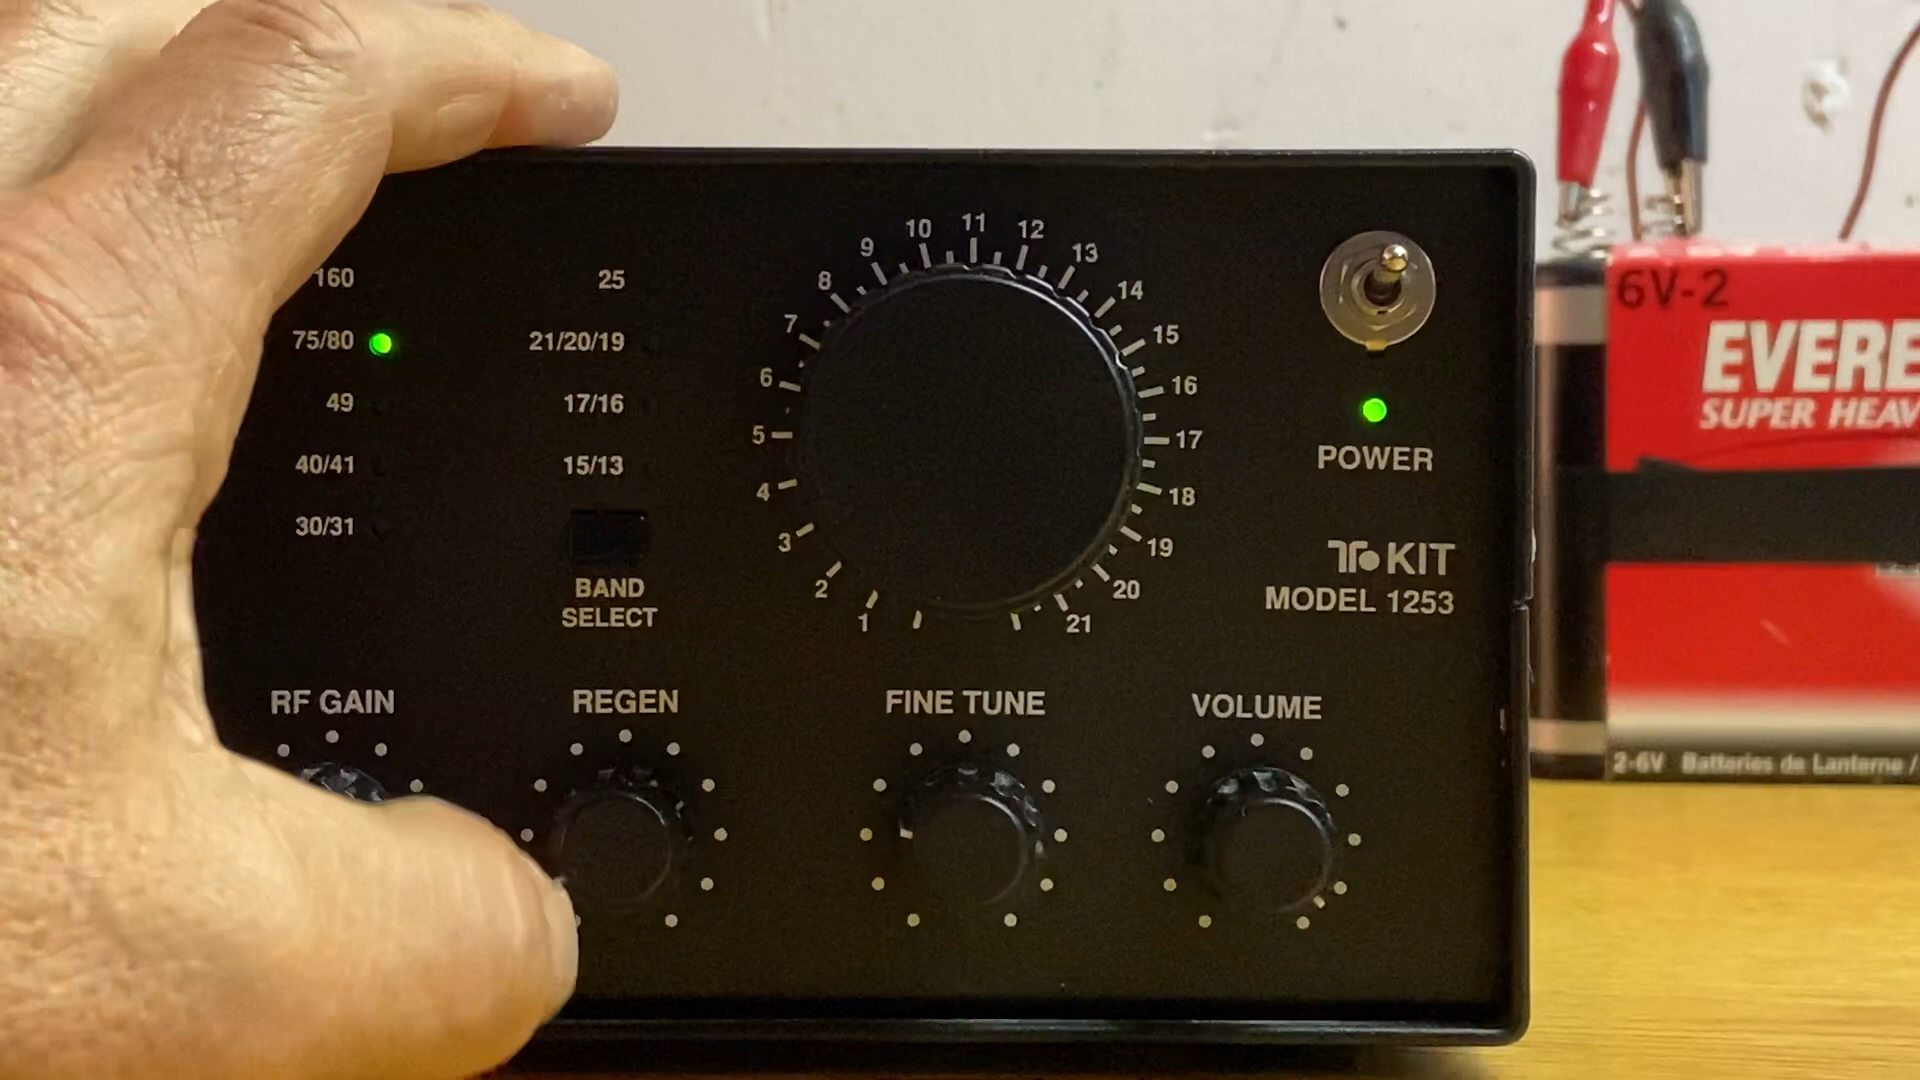 160
75/80
49
40/41
30/31
25
21/20/19
17/16
15/13
BAND
SELECT
1
2
3
4
5
6
7
8
9
10
11
12
13
14
15
16
17
18
19
20
21
POWER
KIT
MODEL 1253
RF GAIN
REGEN
FINE TUNE
VOLUME
6V-2
EVERE
SUPER HEAV
2-6V Batteries de Lanterne /